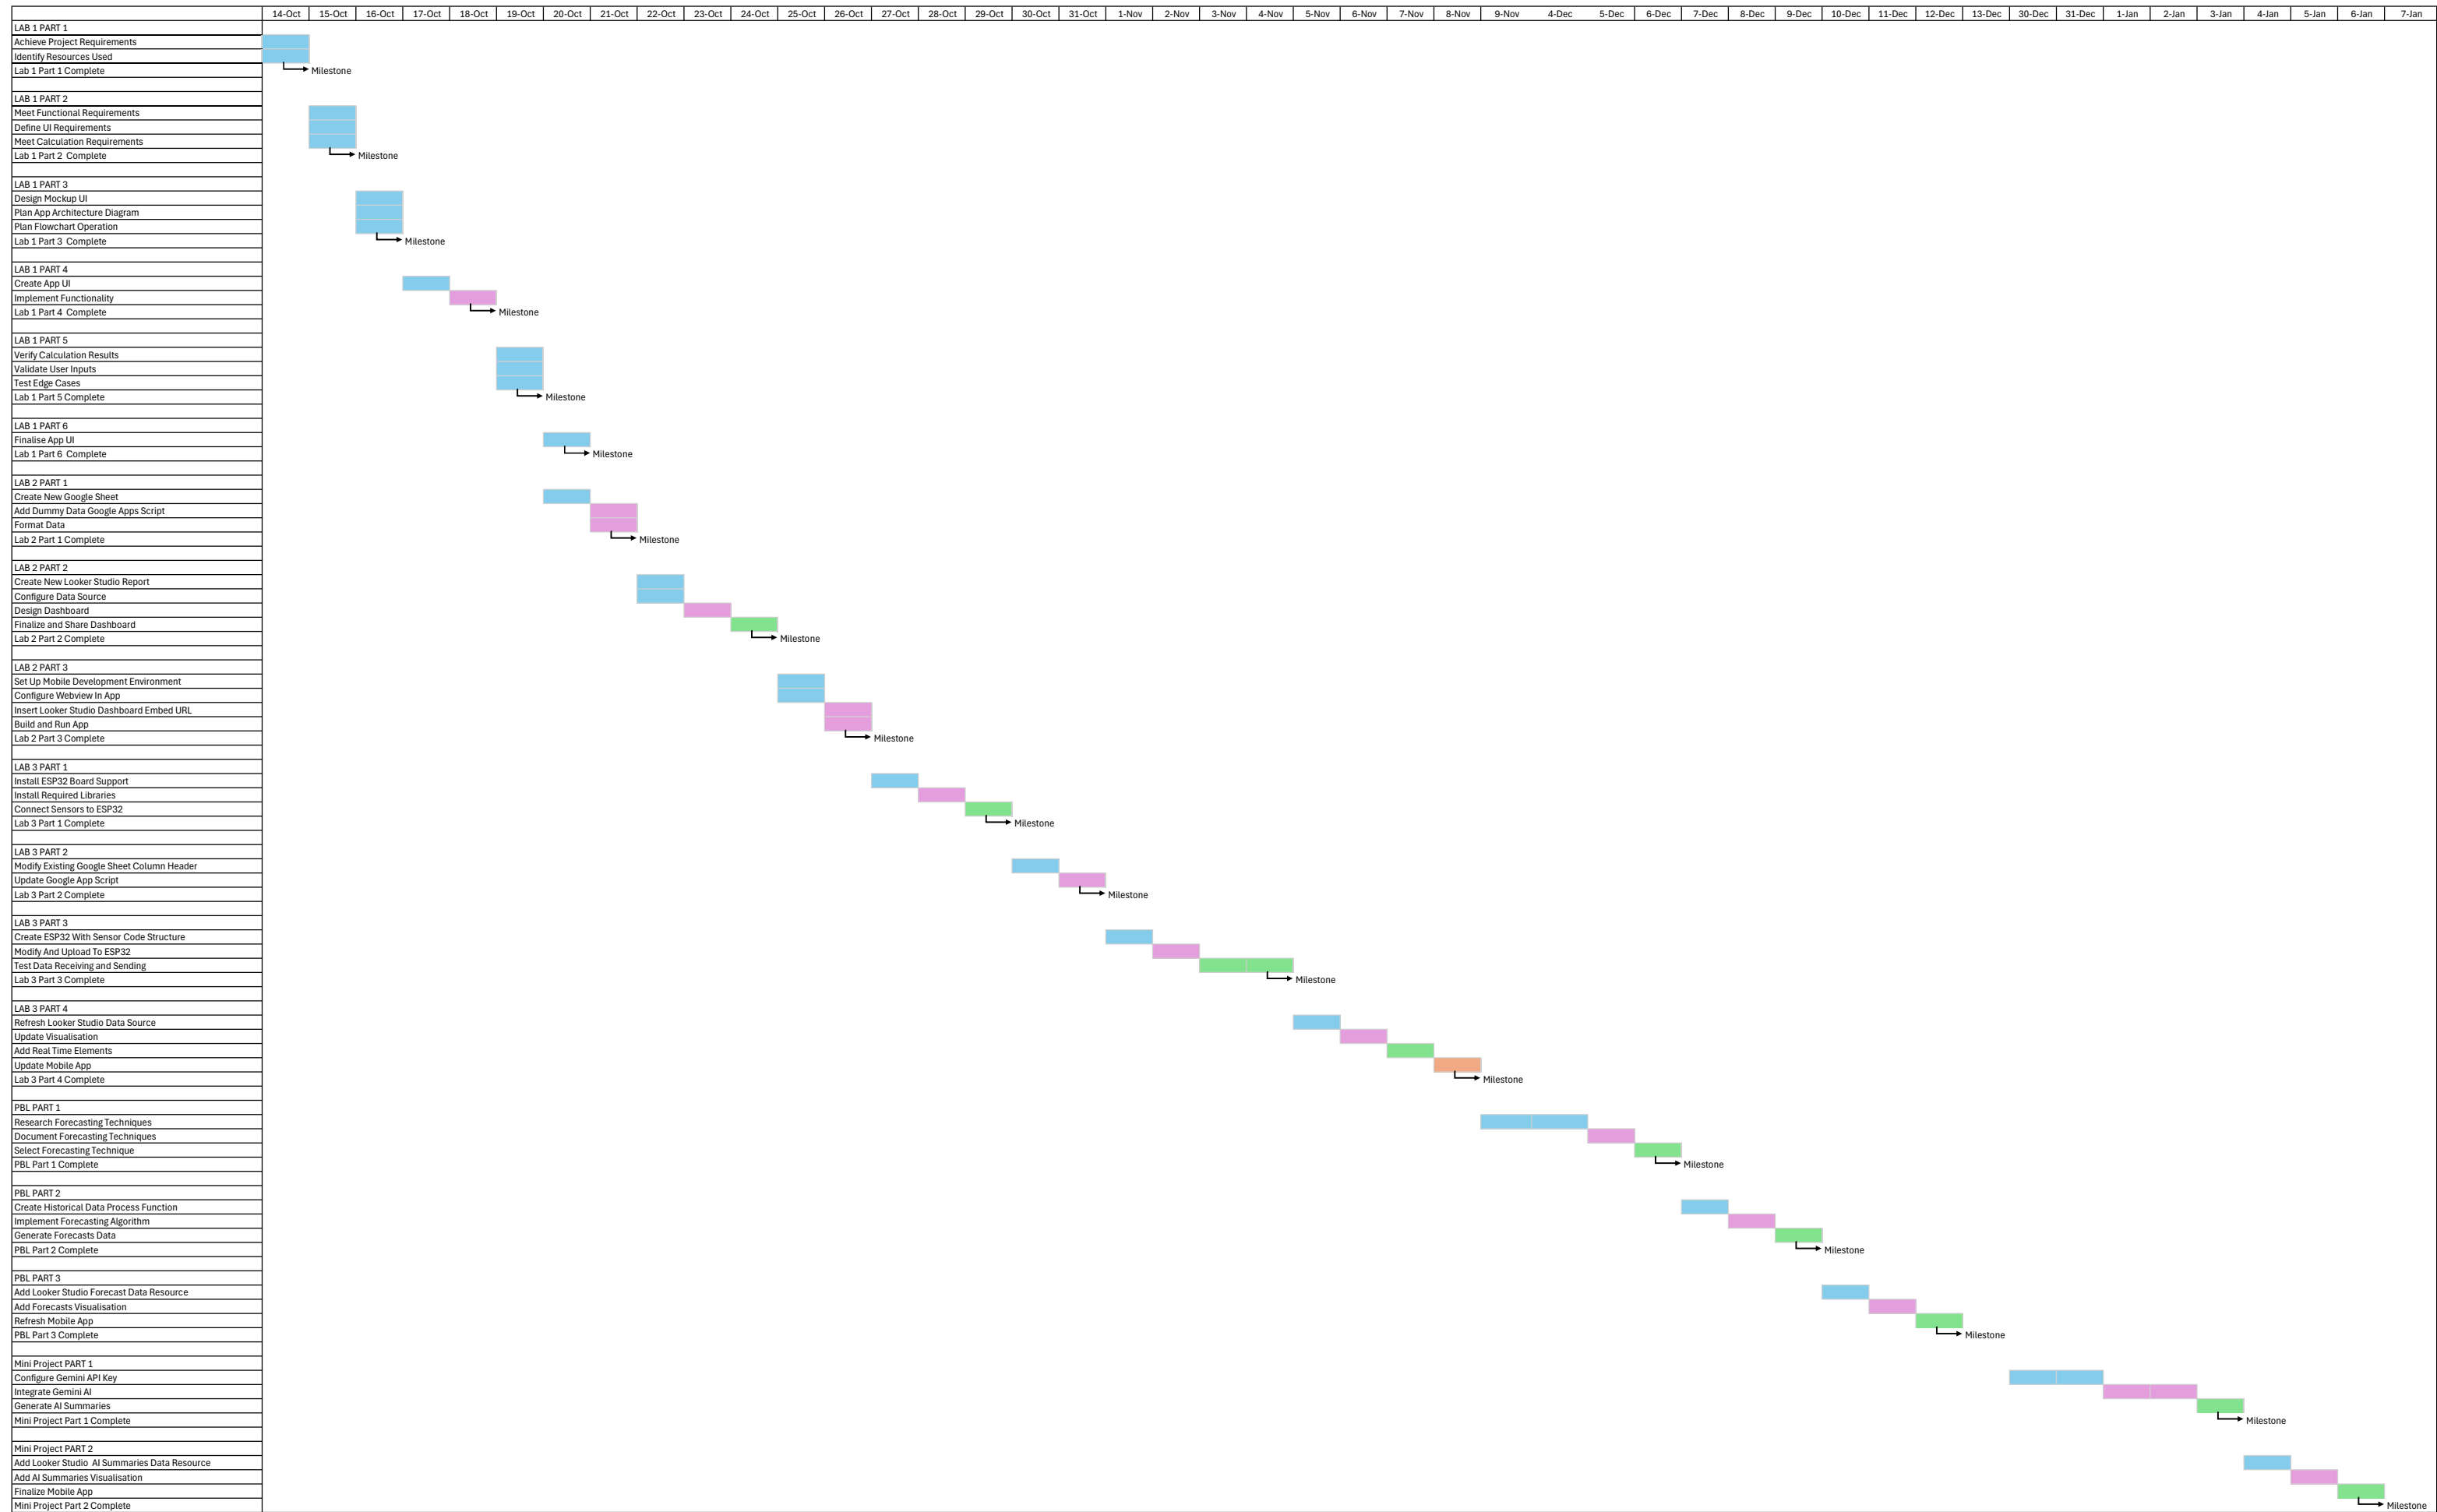 14-Oct 15-Oct 16-Oct 17-Oct 18-Oct 19-Oct 20-Oct 21-Oct 22-Oct 23-Oct 24-Oct 25-Oct 26-Oct 27-Oct 28-Oct 29-Oct 30-Oct 31-Oct 1-Nov 2-Nov 3-Nov 4-Nov 5-Nov 6-Nov 7-Nov 8-Nov 9-Nov 4-Dec 5-Dec 6-Dec 7-Dec 8-Dec 9-Dec 10-Dec 11-Dec 12-Dec 13-Dec 30-Dec 31-Dec 1-Jan 2-Jan 3-Jan 4-Jan 5-Jan 6-Jan 7-Jan
LAB 1 PART 1
Achieve Project Requirements
Identify Resources Used
Lab 1 Part 1 Complete Milestone
LAB 1 PART 2
Meet Functional Requirements
Define UI Requirements
Meet Calculation Requirements
Lab 1 Part 2 Complete Milestone
LAB 1 PART 3
Design Mockup UI
Plan App Architecture Diagram
Plan Flowchart Operation
Lab 1 Part 3 Complete Milestone
LAB 1 PART 4
Create App UI
Implement Functionality
Lab 1 Part 4 Complete Milestone
LAB 1 PART 5
Verify Calculation Results
Validate User Inputs
Test Edge Cases
Lab 1 Part 5 Complete Milestone
LAB 1 PART 6
Finalise App UI
Lab 1 Part 6 Complete Milestone
LAB 2 PART 1
Create New Google Sheet
Add Dummy Data Google Apps Script
Format Data
Lab 2 Part 1 Complete Milestone
LAB 2 PART 2
Create New Looker Studio Report
Configure Data Source
Design Dashboard
Finalize and Share Dashboard
Lab 2 Part 2 Complete Milestone
LAB 2 PART 3
Set Up Mobile Development Environment
Configure Webview In App
Insert Looker Studio Dashboard Embed URL
Build and Run App
Lab 2 Part 3 Complete Milestone
LAB 3 PART 1
Install ESP32 Board Support
Install Required Libraries
Connect Sensors to ESP32
Lab 3 Part 1 Complete Milestone
LAB 3 PART 2
Modify Existing Google Sheet Column Header
Update Google App Script
Lab 3 Part 2 Complete Milestone
LAB 3 PART 3
Create ESP32 With Sensor Code Structure
Modify And Upload To ESP32
Test Data Receiving and Sending
Lab 3 Part 3 Complete Milestone
LAB 3 PART 4
Refresh Looker Studio Data Source
Update Visualisation
Add Real Time Elements
Update Mobile App
Lab 3 Part 4 Complete Milestone
PBL PART 1
Research Forecasting Techniques
Document Forecasting Techniques
Select Forecasting Technique
PBL Part 1 Complete Milestone
PBL PART 2
Create Historical Data Process Function
Implement Forecasting Algorithm
Generate Forecasts Data
PBL Part 2 Complete Milestone
PBL PART 3
Add Looker Studio Forecast Data Resource
Add Forecasts Visualisation
Refresh Mobile App
PBL Part 3 Complete Milestone
Mini Project PART 1
Configure Gemini API Key
Integrate Gemini AI
Generate AI Summaries
Mini Project Part 1 Complete Milestone
Mini Project PART 2
Add Looker Studio AI Summaries Data Resource
Add AI Summaries Visualisation
Finalize Mobile App
Mini Project Part 2 Complete Milestone